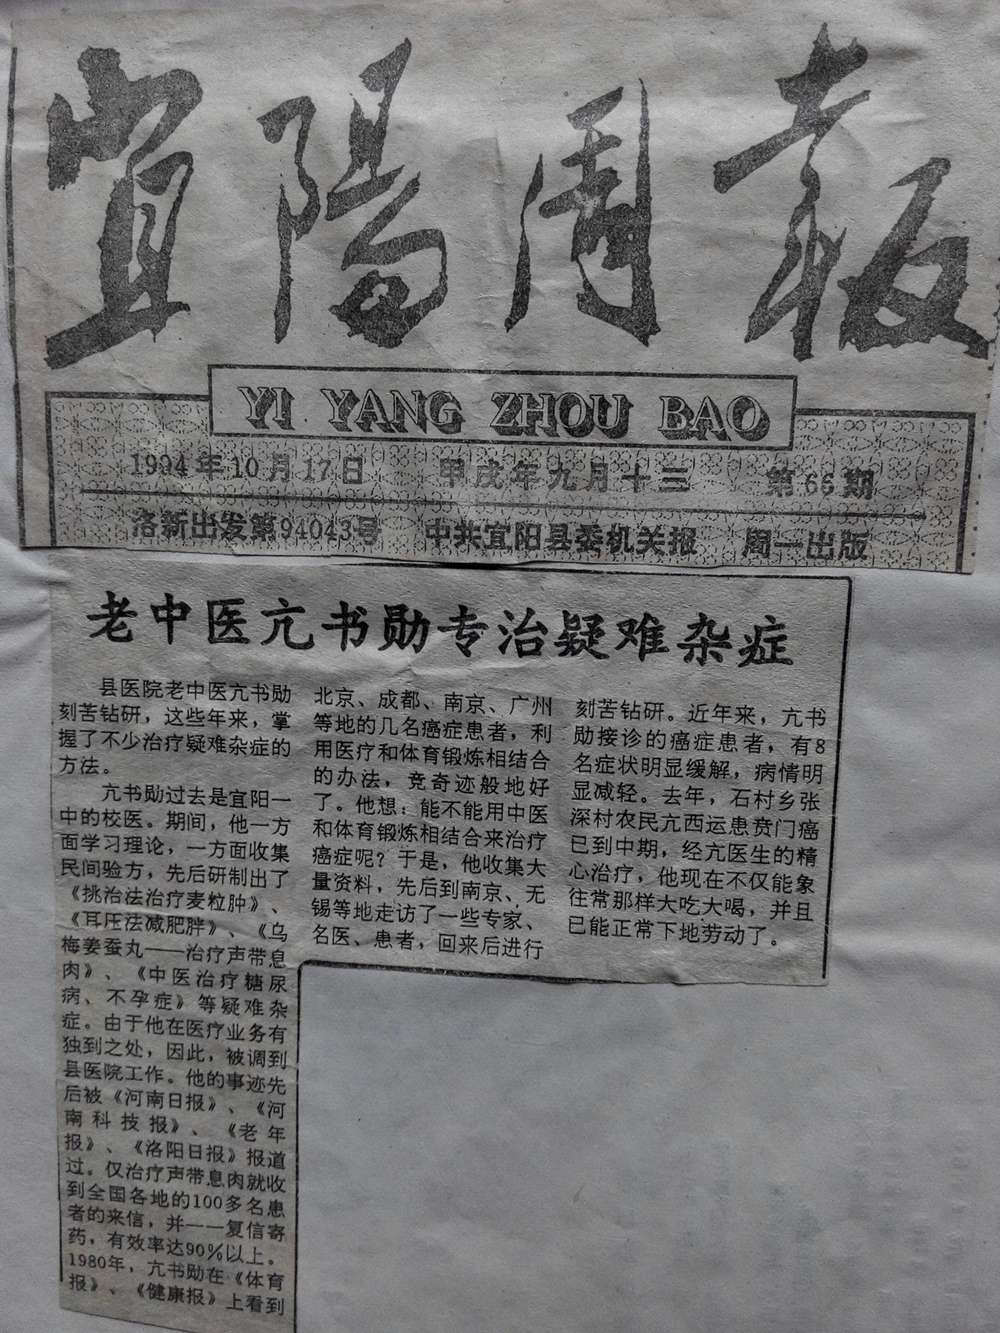 宜陽周報
YI YANG ZHOU BAO
1994年10月17日 甲戌年九月十三 第66期
洛新出发第94043号 中共宜阳县委机关报 周一出版
老中医亢书勋专治疑难杂症
县医院老中医亢书勋
刻苦钻研，这些年来，掌
握了不少治疗疑难杂症的
方法。
亢书勋过去是宜阳一
中的校医。期间，他一方
面学习理论，一方面收集
民间验方，先后研制出了
《挑治法治疗麦粒肿》、
《耳压法减肥胖》、《乌
梅姜蚕丸——治疗声带息
肉》、《中医治疗糖尿
病、不孕症》等疑难杂
症。由于他在医疗业务有
独到之处，因此，被调到
县医院工作。他的事迹先
后被《河南日报》、《河
南科技报》、《老年
报》、《洛阳日报》报道
过。仅治疗声带息肉就收
到全国各地的100多名患
者的来信，并一一复信寄
药，有效率达90%以上。
1980年，亢书勋在《体育
报》、《健康报》上看到
北京、成都、南京、广州
等地的几名癌症患者，利
用医疗和体育锻炼相结合
的办法，竞奇迹般地好
了。他想：能不能用中医
和体育锻炼相结合来治疗
癌症呢？于是，他收集大
量资料，先后到南京、无
锡等地走访了一些专家、
名医、患者，回来后进行
刻苦钻研。近年来，亢书
勋接诊的癌症患者，有8
名症状明显缓解，病情明
显减轻。去年，石村乡张
深村农民亢西运患贲门癌
已到中期，经亢医生的精
心治疗，他现在不仅能象
往常那样大吃大喝，并且
已能正常下地劳动了。